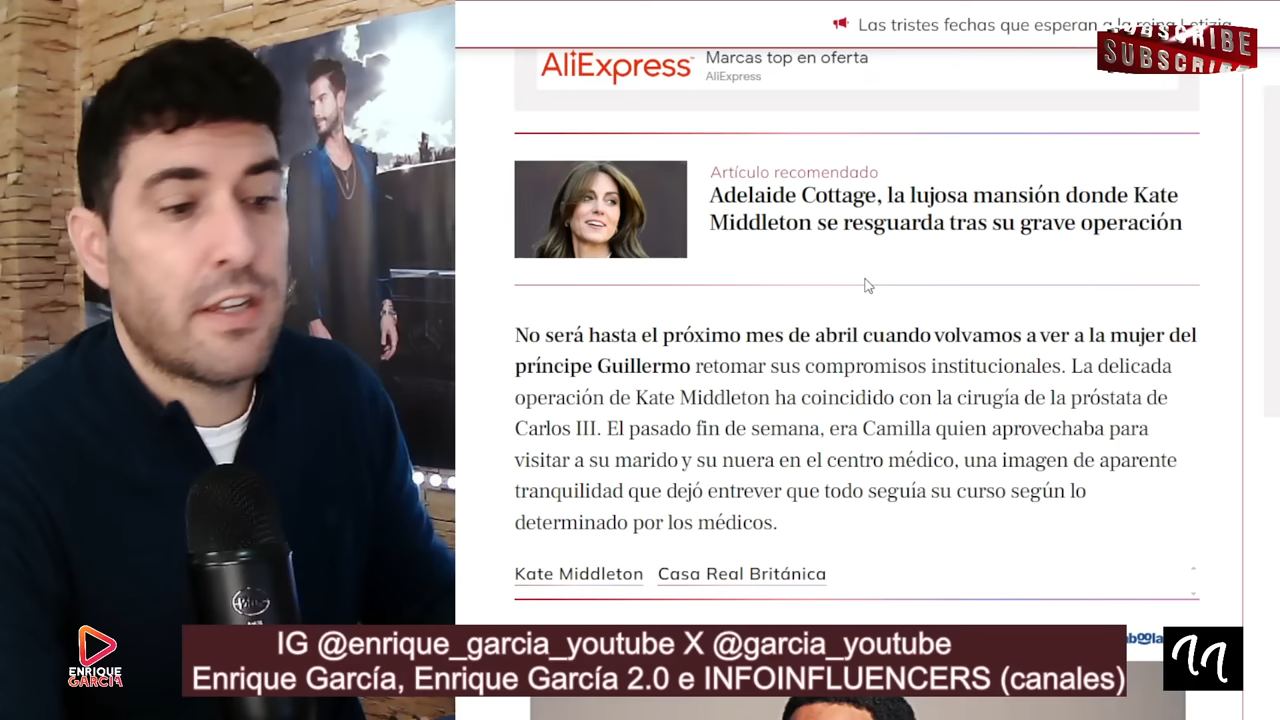 Las tristes fechas que esperan a la reina Letizia
SUBSCRIBE
SUBSCRIBE
AliExpress
Marcas top en oferta
AliExpress
Artículo recomendado
Adelaide Cottage, la lujosa mansión donde Kate
Middleton se resguarda tras su grave operación
No será hasta el próximo mes de abril cuando volvamos a ver a la mujer del
príncipe Guillermo retomar sus compromisos institucionales. La delicada
operación de Kate Middleton ha coincidido con la cirugía de la próstata de
Carlos III. El pasado fin de semana, era Camilla quien aprovechaba para
visitar a su marido y su nuera en el centro médico, una imagen de aparente
tranquilidad que dejó entrever que todo seguía su curso según lo
determinado por los médicos.
Kate Middleton Casa Real Británica
IG @enrique_garcia_youtube X @garcia_youtube
Enrique García, Enrique García 2.0 e INFOINFLUENCERS (canales)
ENRIQUE
GARCÍA